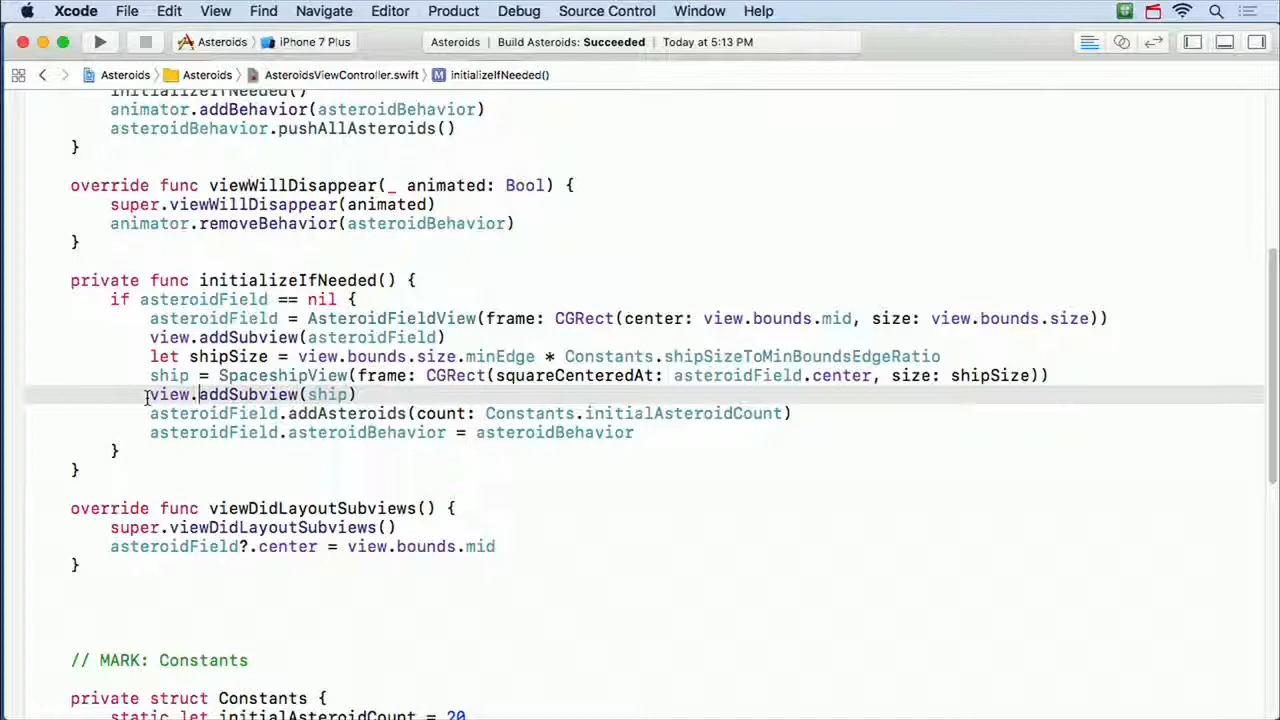 Xcode File Edit View Find Navigate Editor Product Debug Source Control Window Help
Asteroids iPhone 7 Plus Asteroids Build Asteroids: Succeeded Today at 5:13 PM
Asteroids Asteroids AsteroidsViewController.swift M initializeIfNeeded()
initializeIfNeeded()
animator.addBehavior(asteroidBehavior)
asteroidBehavior.pushAllAsteroids()
}
override func viewWillDisappear(_ animated: Bool) {
super.viewWillDisappear(animated)
animator.removeBehavior(asteroidBehavior)
}
private func initializeIfNeeded() {
if asteroidField == nil {
asteroidField = AsteroidFieldView(frame: CGRect(center: view.bounds.mid, size: view.bounds.size))
view.addSubview(asteroidField)
let shipSize = view.bounds.size.minEdge * Constants.shipSizeToMinBoundsEdgeRatio
ship = SpaceshipView(frame: CGRect(squareCenteredAt: asteroidField.center, size: shipSize))
view.addSubview(ship)
asteroidField.addAsteroids(count: Constants.initialAsteroidCount)
asteroidField.asteroidBehavior = asteroidBehavior
}
}
override func viewDidLayoutSubviews() {
super.viewDidLayoutSubviews()
asteroidField?.center = view.bounds.mid
}
// MARK: Constants
private struct Constants {
static let initialAsteroidCount = 20